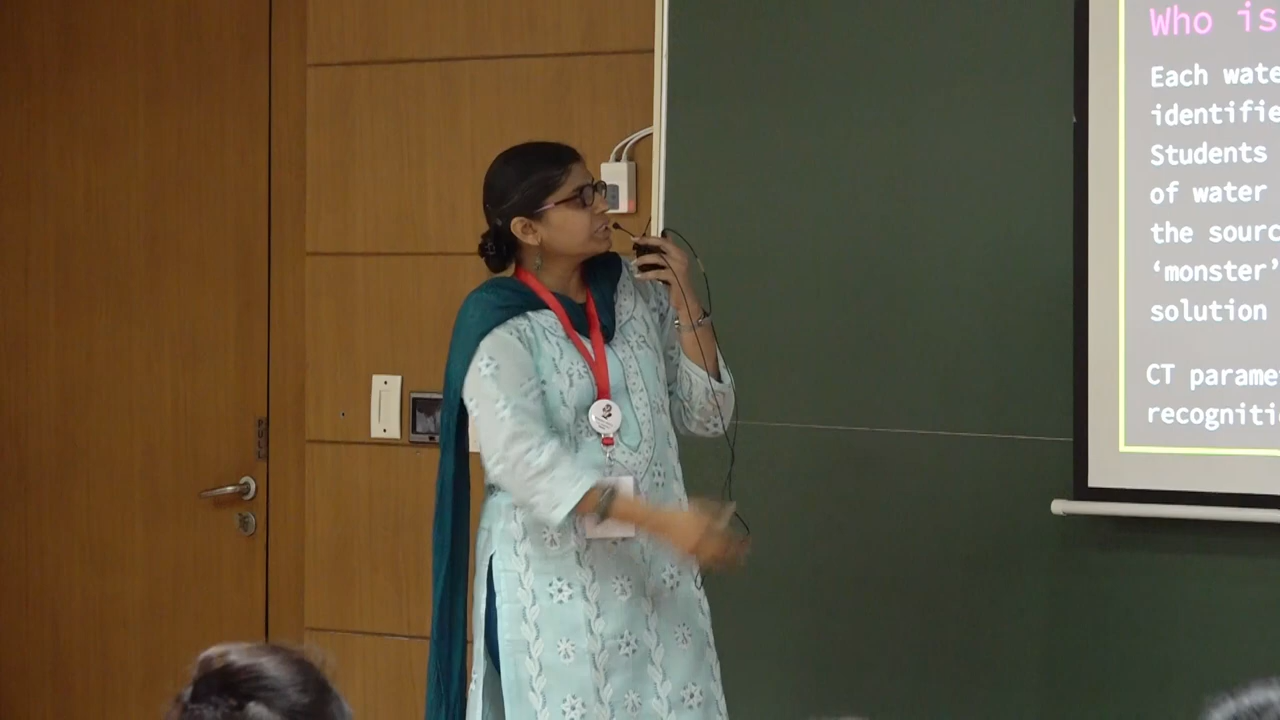 Who is
Each wate
identifie
Students
of water
the sourc
‘monster’
solution
CT parame
recogniti